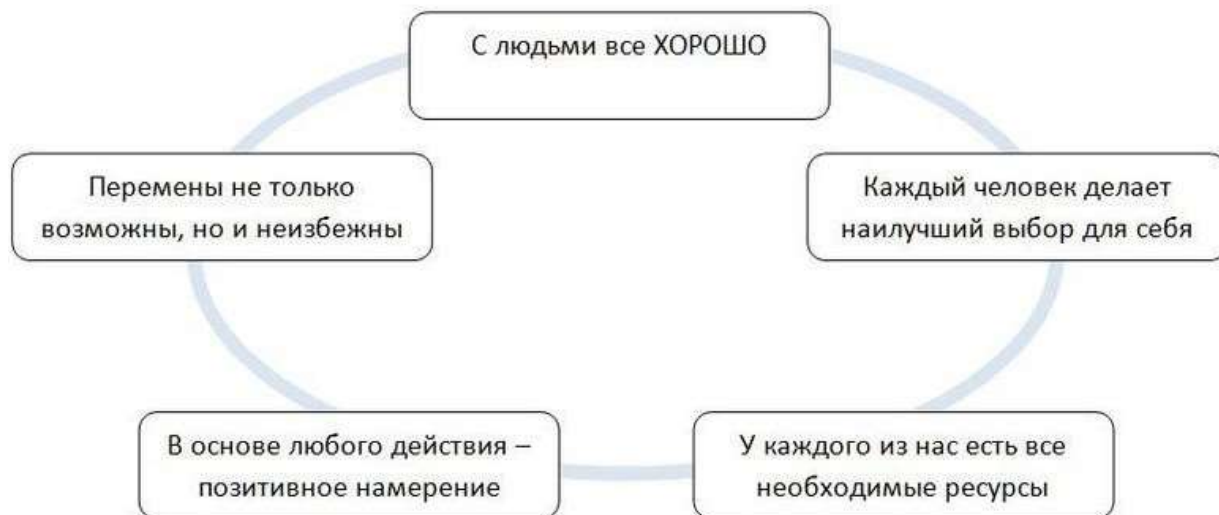 С людьми все ХОРОШО
Перемены не только
возможны, но и неизбежны
Каждый человек делает
наилучший выбор для себя
В основе любого действия –
позитивное намерение
У каждого из нас есть все
необходимые ресурсы